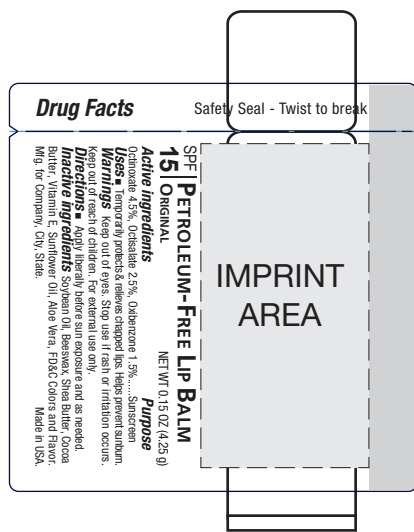 Drug Facts
Safety Seal - Twist to break
SPF 15
PETROLEUM-FREE LIP BALM
ORIGINAL
NET WT 0.15 OZ (4.25 g)
Active ingredients Purpose
Octinoxate 4.5%, Octisalate 2.5%, Oxibenzone 1.5%.....Sunscreen
Uses ■ Temporarily protects & relieves chapped lips. Helps prevent sunburn.
Warnings Keep out of eyes. Stop use if rash or irritation occurs.
Keep out of reach of children. For external use only.
Directions ■ Apply liberally before sun exposure and as needed.
Inactive ingredients Soybean Oil, Beeswax, Shea Butter, Cocoa
Butter, Vitamin E, Sunflower Oil, Aloe Vera, FD&C Colors and Flavor.
Mfg. for Company, City, State. Made in USA.
IMPRINT
AREA